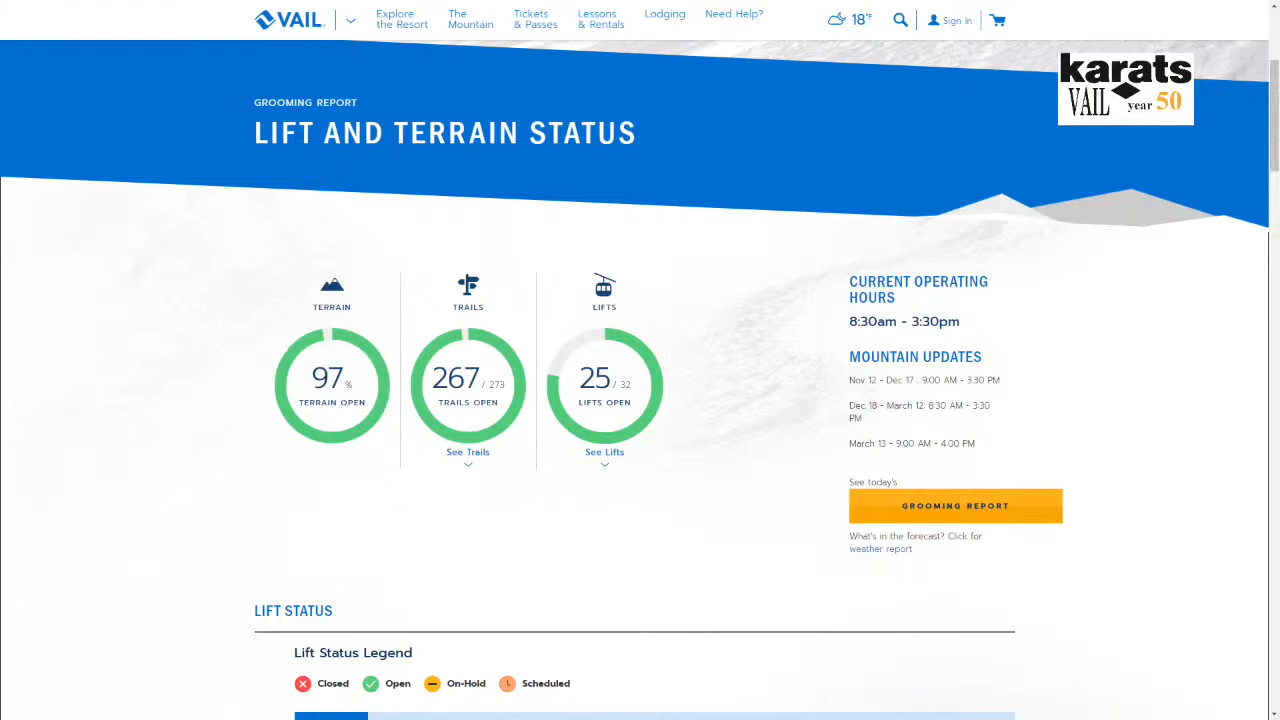 VAIL
Explore
the Resort
The
Mountain
Tickets
& Passes
Lessons
& Rentals
Lodging
Need Help?
18°F
Sign In
karats
VAIL year 50
GROOMING REPORT
LIFT AND TERRAIN STATUS
TERRAIN
97 %
TERRAIN OPEN
TRAILS
267 / 273
TRAILS OPEN
See Trails
LIFTS
25 / 32
LIFTS OPEN
See Lifts
CURRENT OPERATING
HOURS
8:30am - 3:30pm
MOUNTAIN UPDATES
Nov 12 - Dec 17 . 9:00 AM - 3:30 PM
Dec 18 - March 12: 8:30 AM - 3:30
PM
March 13 - 9:00 AM - 4:00 PM
See today's
GROOMING REPORT
What's in the forecast? Click for
weather report
LIFT STATUS
Lift Status Legend
Closed
Open
On-Hold
Scheduled